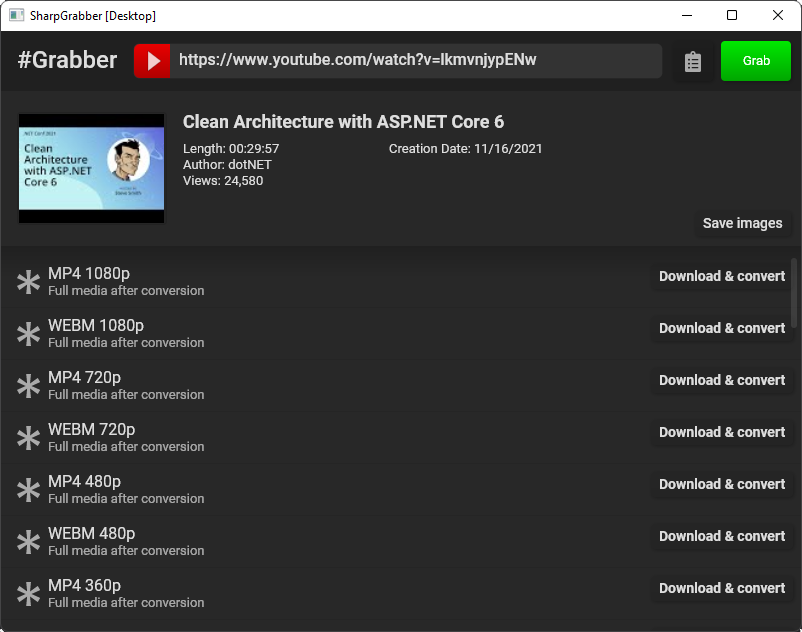 SharpGrabber [Desktop]
#Grabber
https://www.youtube.com/watch?v=lkmvnjypENw
Grab
.NET Conf 2021
Clean
Architecture
with ASP.NET
Core 6
Steve Smith
Clean Architecture with ASP.NET Core 6
Length: 00:29:57
Creation Date: 11/16/2021
Author: dotNET
Views: 24,580
Save images
MP4 1080p
Full media after conversion
Download & convert
WEBM 1080p
Full media after conversion
Download & convert
MP4 720p
Full media after conversion
Download & convert
WEBM 720p
Full media after conversion
Download & convert
MP4 480p
Full media after conversion
Download & convert
WEBM 480p
Full media after conversion
Download & convert
MP4 360p
Full media after conversion
Download & convert